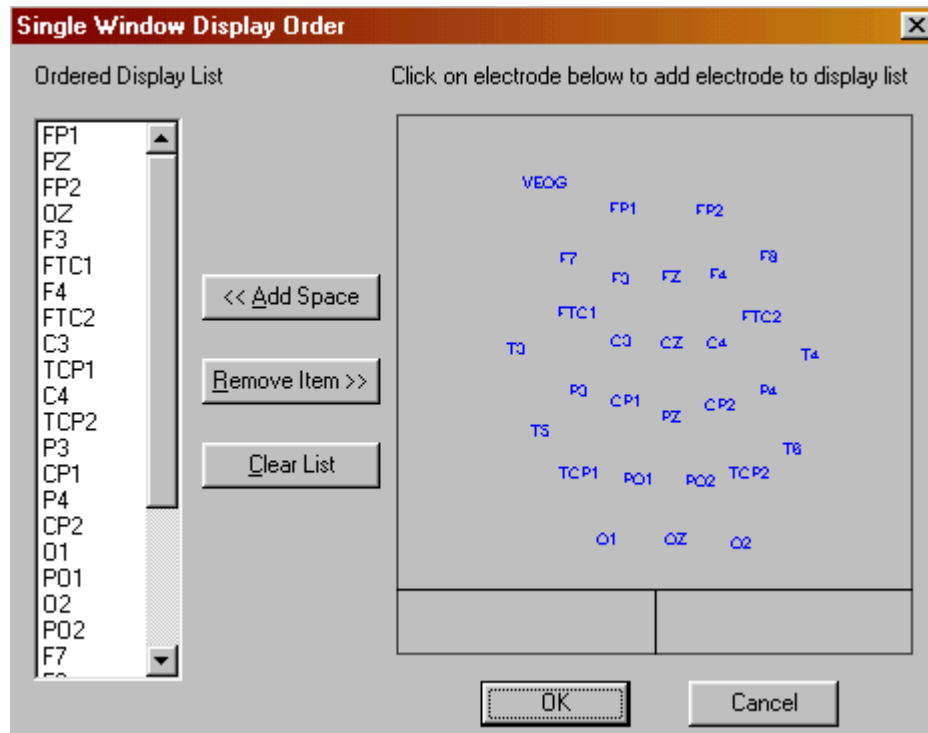 Single Window Display Order
Ordered Display List
Click on electrode below to add electrode to display list
FP1
PZ
FP2
OZ
F3
FTC1
F4
FTC2
C3
TCP1
C4
TCP2
P3
CP1
P4
CP2
O1
PO1
O2
PO2
F7
<< Add Space
Remove Item >>
Clear List
VEOG
FP1 FP2
F7 F3 FZ F4 F8
FTC1 FTC2
T3 C3 CZ C4 T4
P3 CP1 PZ CP2 P4
T5 T6
TCP1 PO1 PO2 TCP2
O1 OZ O2
OK
Cancel